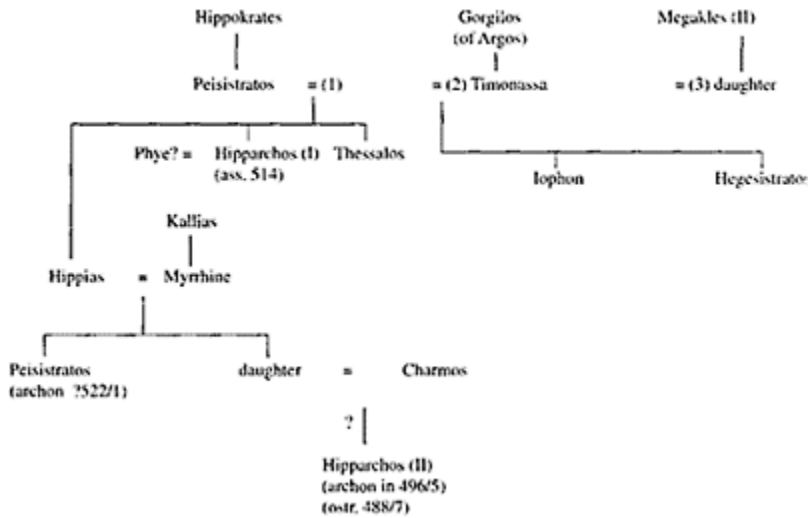 Hippokrates Gorgilos Megakles (II)
(of Argos)
Peisistratos = (1) = (2) Timonassa = (3) daughter
Phye? = Hipparchos (I) Thessalos
(ass. 514)
Iophon Hegesistratos
Kallias
Hippias = Myrrhine
Peisistratos daughter = Charmos
(archon ?522/1)
?
Hipparchos (II)
(archon in 496/5)
(ostr. 488/7)